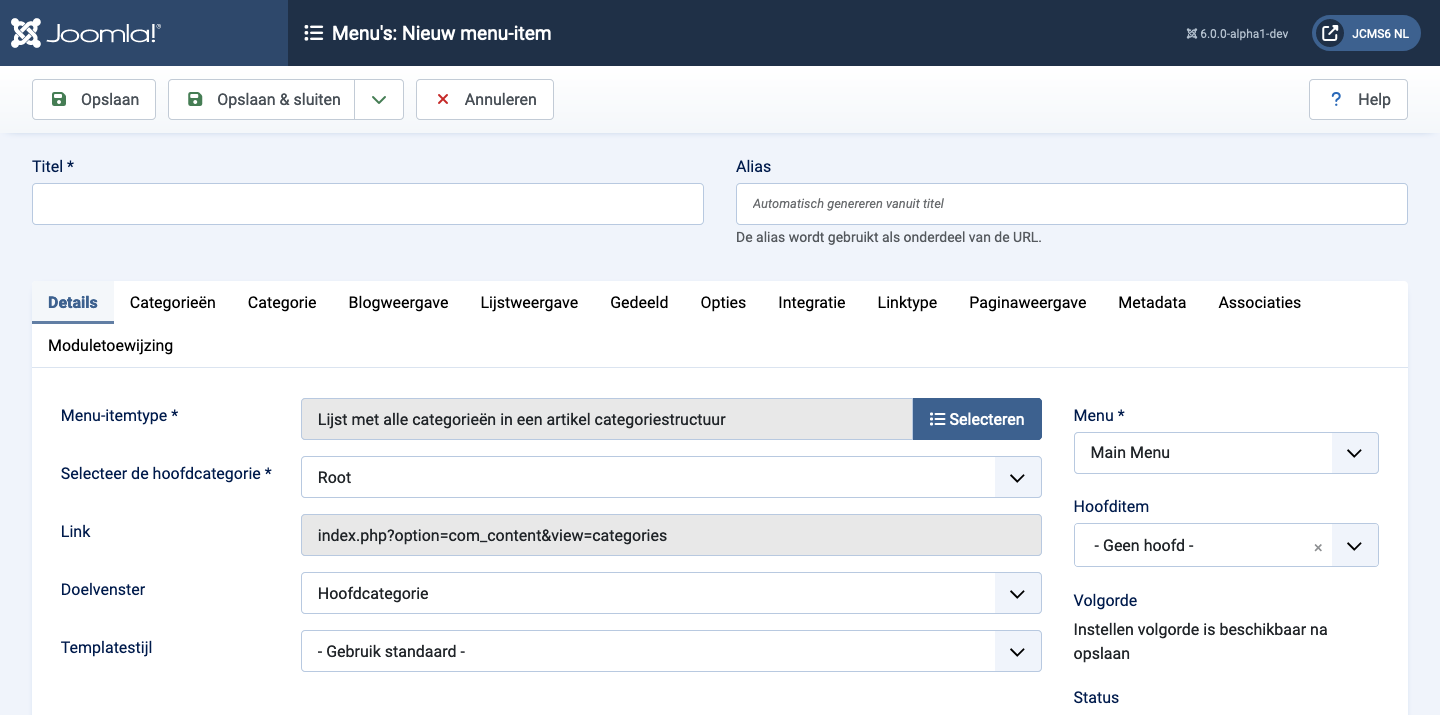 Joomla!®
Menu's: Nieuw menu-item
6.0.0-alpha1-dev
JCMS6 NL
Opslaan
Opslaan & sluiten
Annuleren
? Help
Titel *
Alias
Automatisch genereren vanuit titel
De alias wordt gebruikt als onderdeel van de URL.
Details Categorieën Categorie Blogweergave Lijstweergave Gedeeld Opties Integratie Linktype Paginaweergave Metadata Associaties
Moduletoewijzing
Menu-itemtype *
Lijst met alle categorieën in een artikel categoriestructuur
Selecteren
Selecteer de hoofdcategorie *
Root
Link
index.php?option=com_content&view=categories
Doelvenster
Hoofdcategorie
Templatestijl
- Gebruik standaard -
Menu *
Main Menu
Hoofditem
- Geen hoofd - ×
Volgorde
Instellen volgorde is beschikbaar na
opslaan
Status